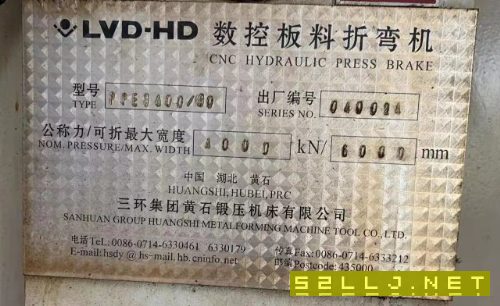 LVD-HD 数控板料折弯机
CNC HYDRAULIC PRESS BRAKE
型号 出厂编号
TYPE PPEB400/60 SERIES NO. 040024
公称力/可折最大宽度 4000 kN/ 6000 mm
NOM. PRESSURE/MAX. WIDTH
中国 湖北 黄石
HUANGSHI, HUBEI, PRC
三环集团黄石锻压机床有限公司
SANHUAN GROUP HUANGSHI METALFORMING MACHINE TOOL CO., LTD.
电话Tel.: 0086-0714-6330461 6330179 传真Fax: 0086-0714-6333212
E-mail:hsdy @ hs-mail. hb. cninfo. net 邮编Postcode: 435000
52LLJ.NET